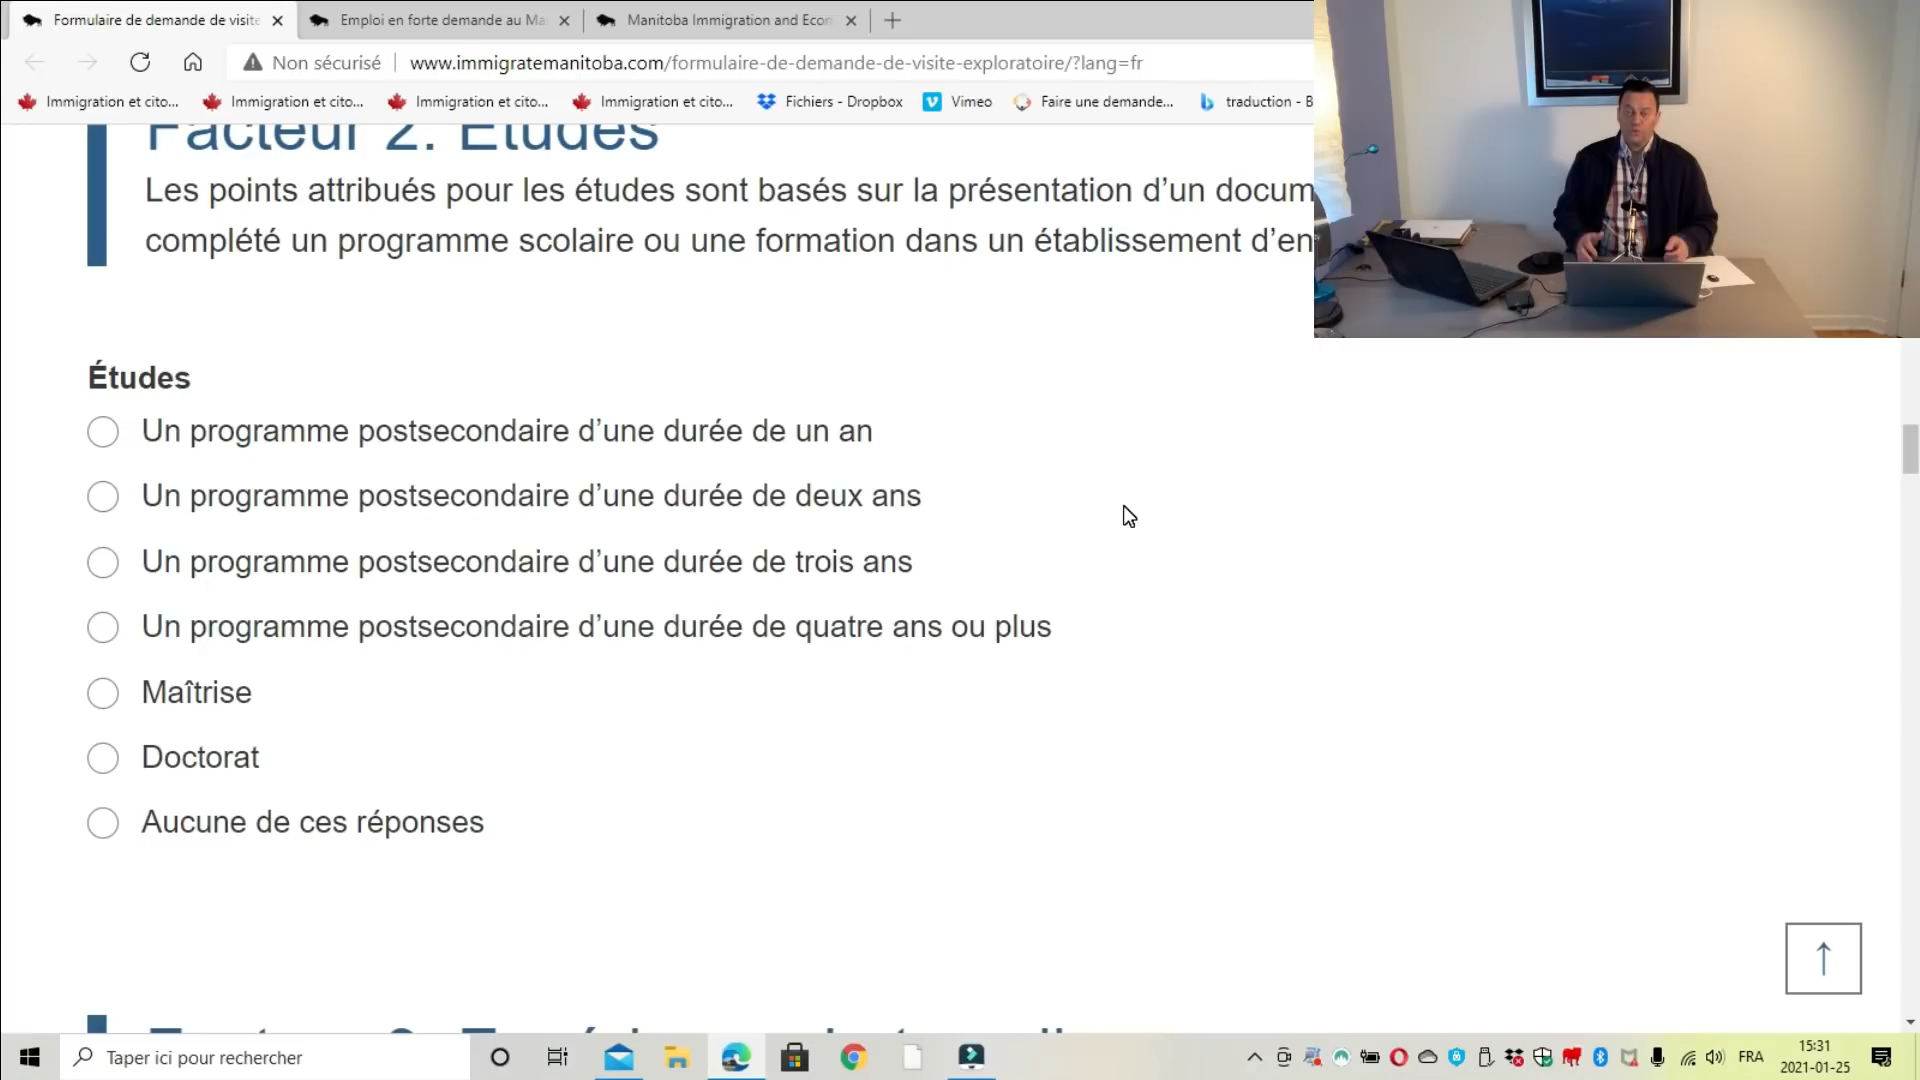 Formulaire de demande de visite
Emploi en forte demande au Ma
Manitoba Immigration and Econ
Non sécurisé
www.immigratemanitoba.com/formulaire-de-demande-de-visite-exploratoire/?lang=fr
Immigration et cito...
Immigration et cito...
Immigration et cito...
Immigration et cito...
Fichiers - Dropbox
Vimeo
Faire une demande...
traduction - B
Facteur 2. Études
Les points attribués pour les études sont basés sur la présentation d’un docum
complété un programme scolaire ou une formation dans un établissement d’en
Études
Un programme postsecondaire d’une durée de un an
Un programme postsecondaire d’une durée de deux ans
Un programme postsecondaire d’une durée de trois ans
Un programme postsecondaire d’une durée de quatre ans ou plus
Maîtrise
Doctorat
Aucune de ces réponses
Taper ici pour rechercher
FRA
15:31
2021-01-25